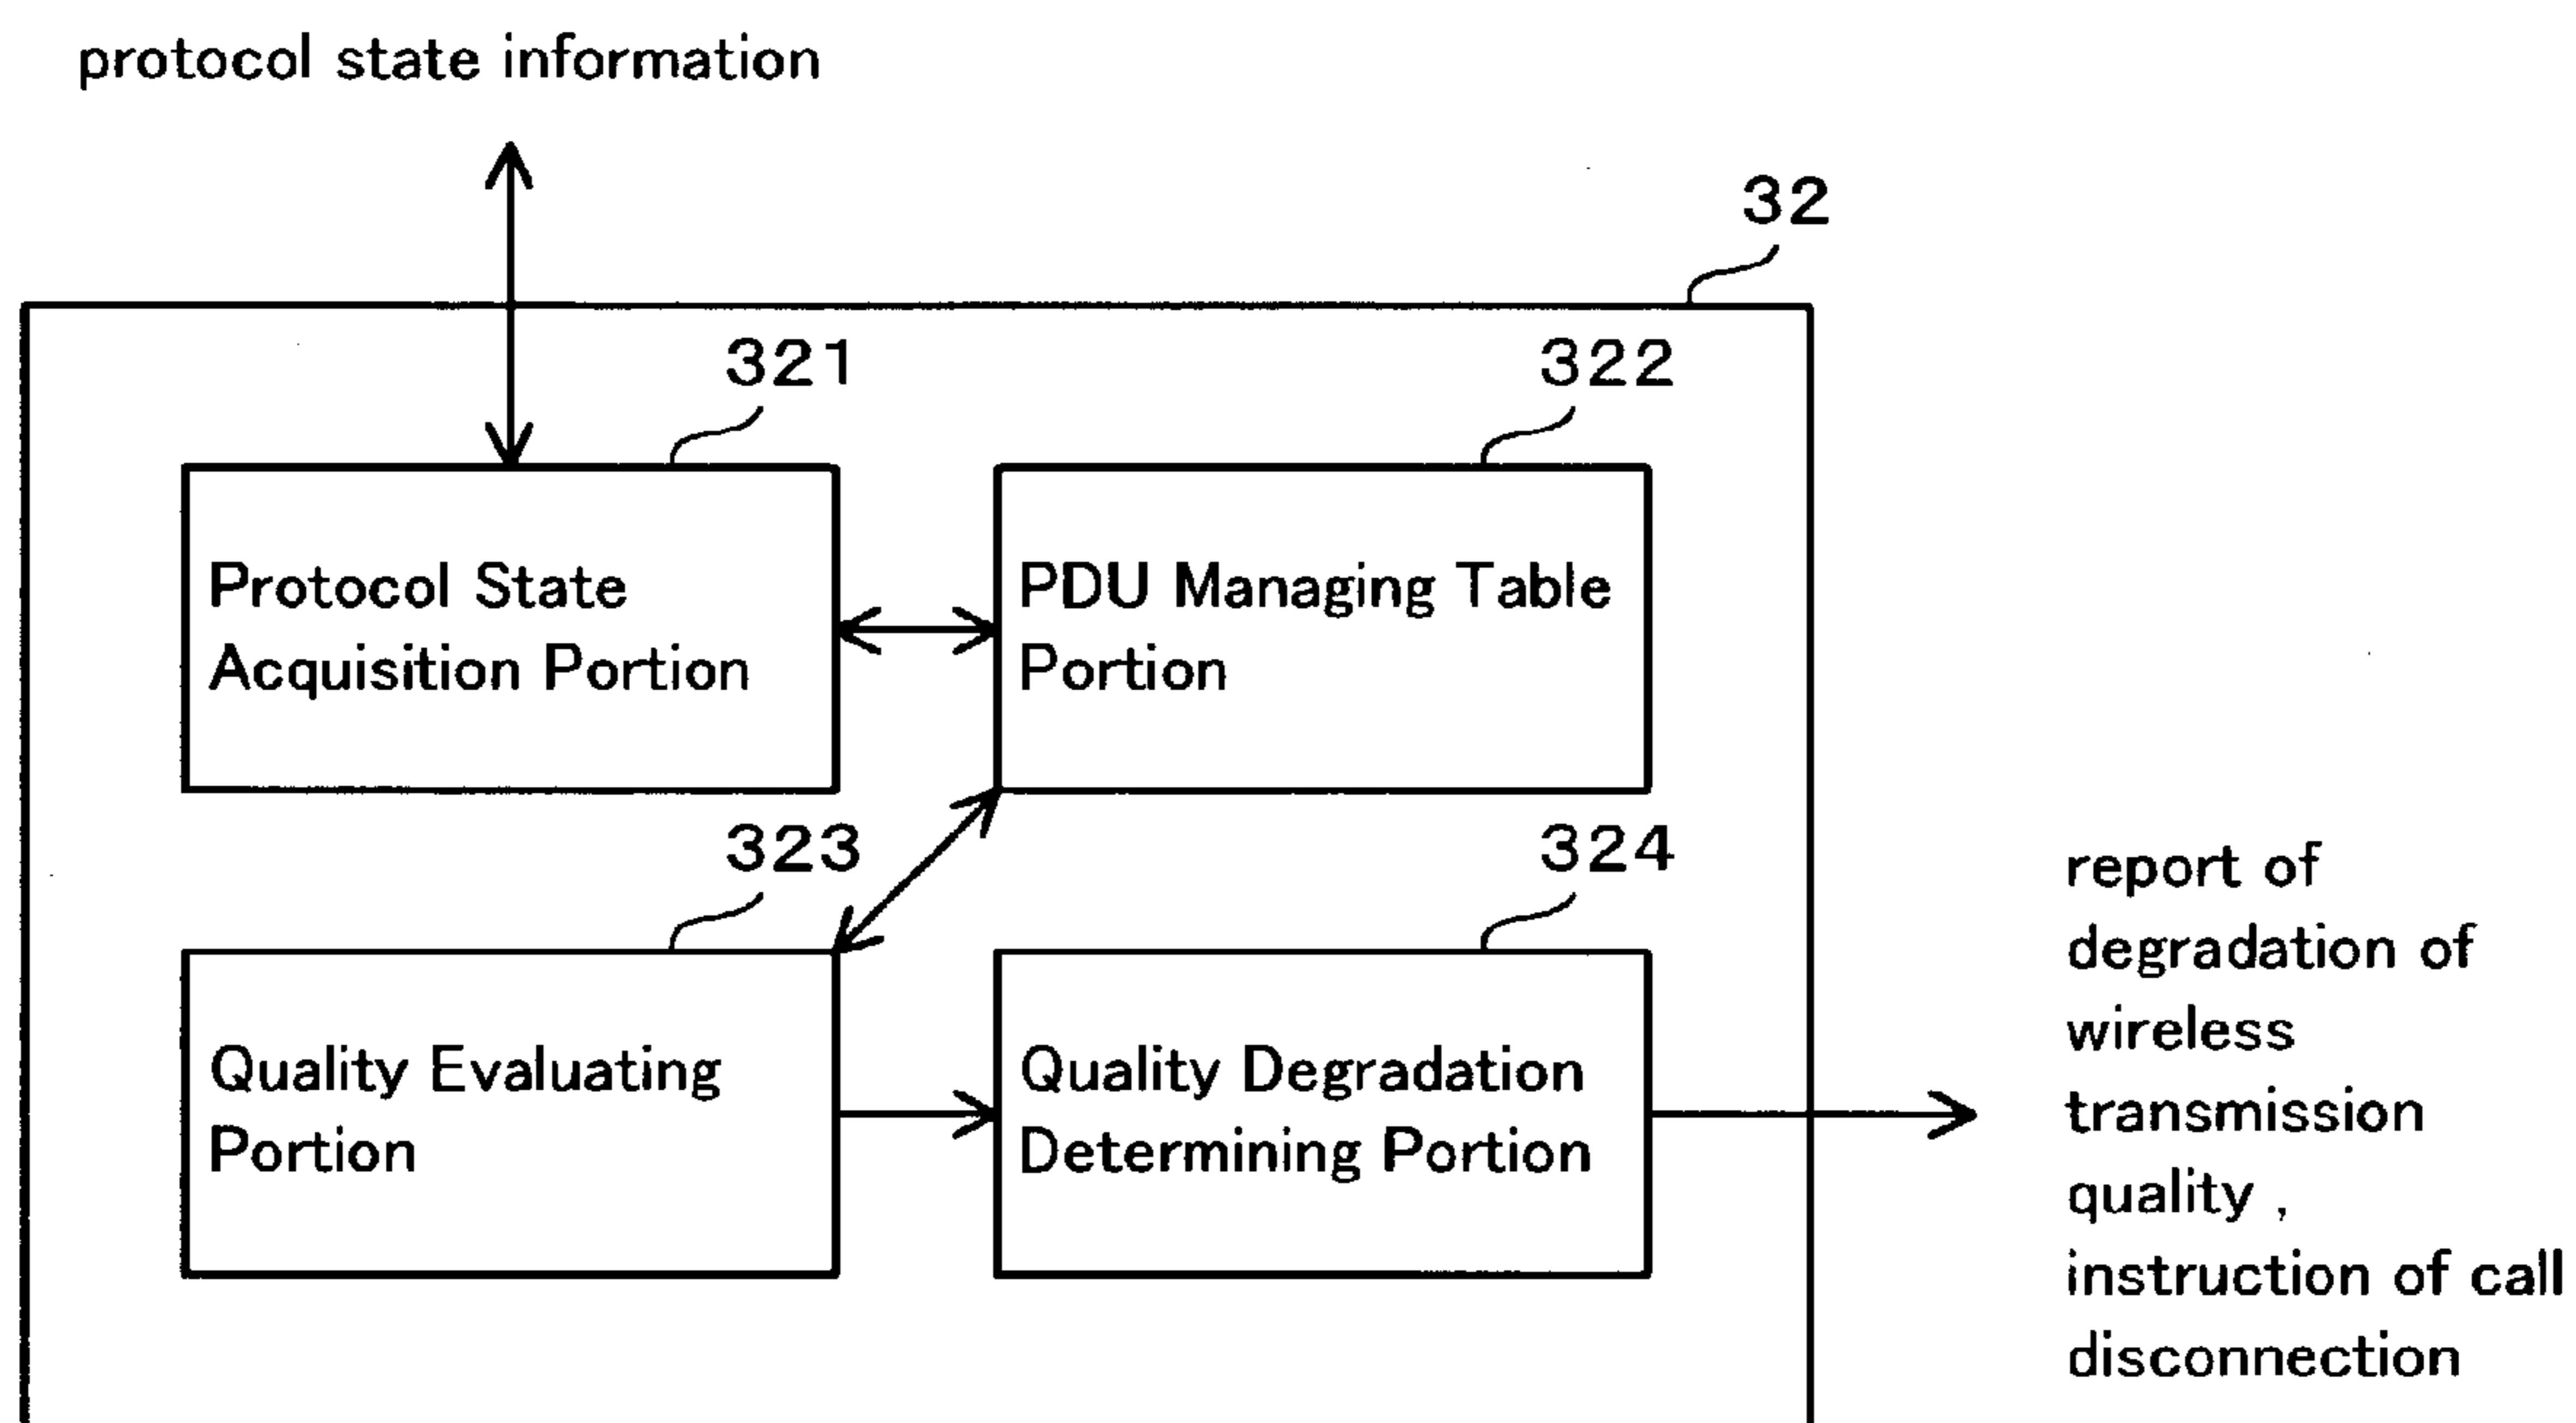 protocol state information
32
321
322
Protocol State
Acquisition Portion
PDU Managing Table
Portion
323
324
Quality Evaluating
Portion
Quality Degradation
Determining Portion
report of
degradation of
wireless
transmission
quality ,
instruction of call
disconnection